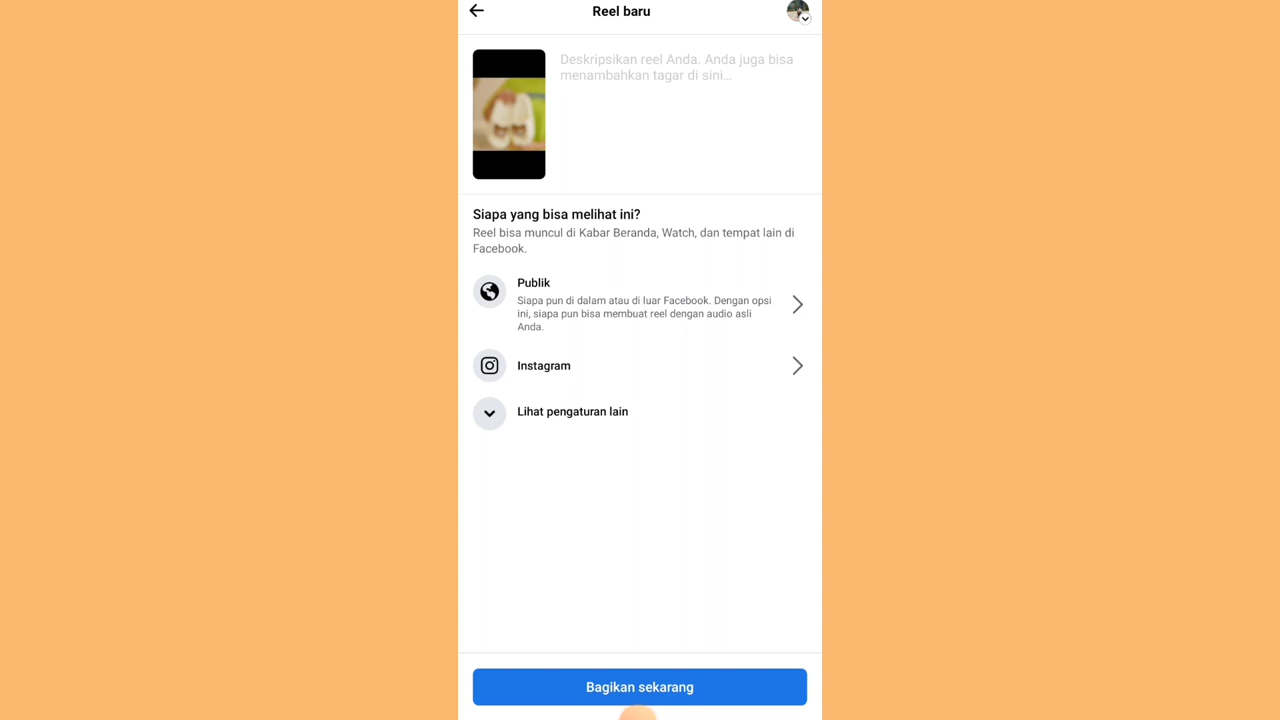 Reel baru
Deskripsikan reel Anda. Anda juga bisa
menambahkan tagar di sini...
Siapa yang bisa melihat ini?
Reel bisa muncul di Kabar Beranda, Watch, dan tempat lain di
Facebook.
Publik
Siapa pun di dalam atau di luar Facebook. Dengan opsi
ini, siapa pun bisa membuat reel dengan audio asli
Anda.
Instagram
Lihat pengaturan lain
Bagikan sekarang